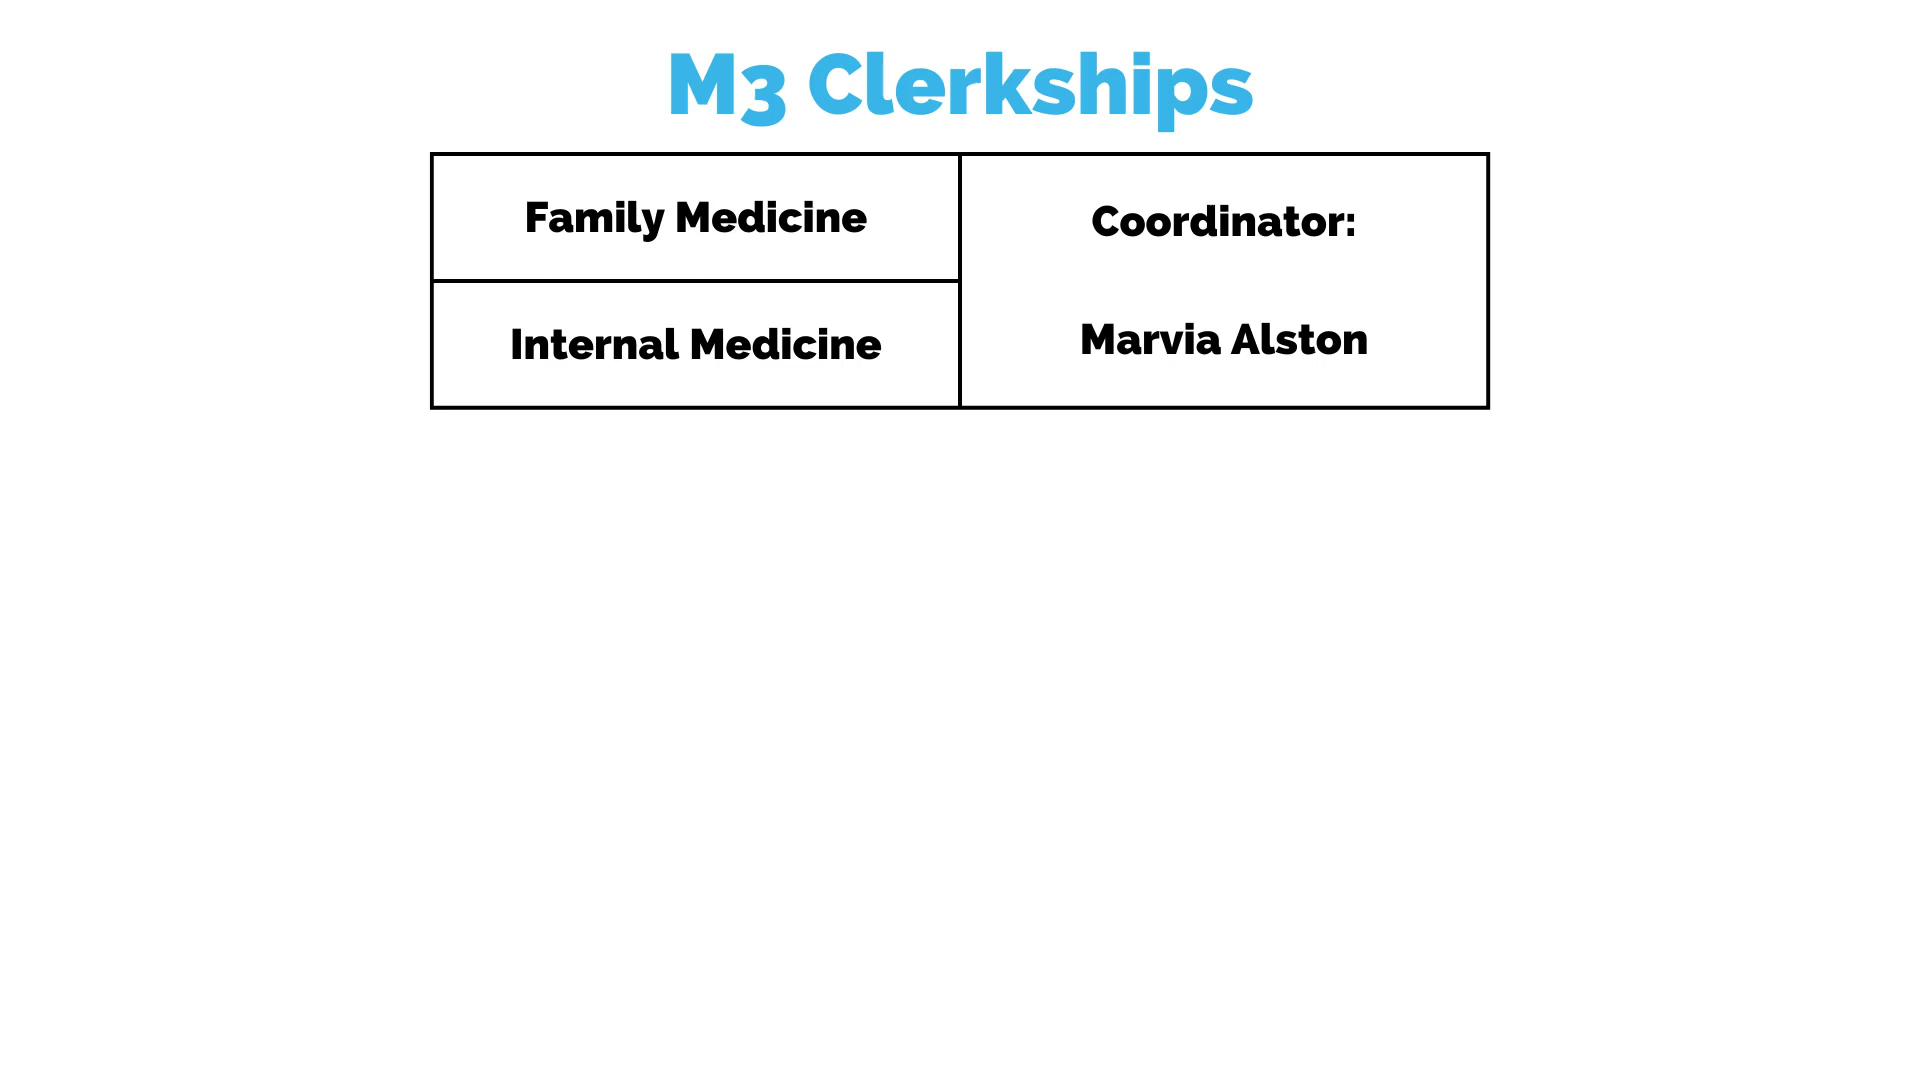 M3 Clerkships
Family Medicine
Internal Medicine
Coordinator:
Marvia Alston